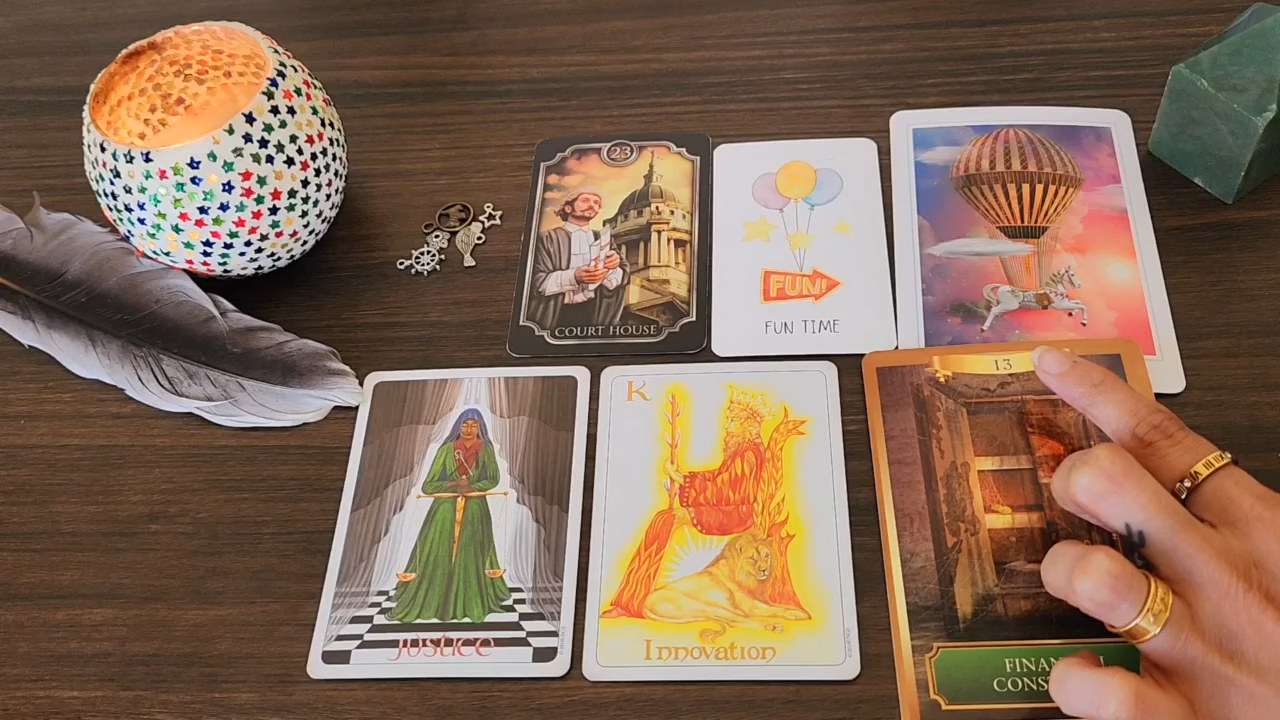 23
COURT HOUSE
FUN!
FUN TIME
13
Justice
K
Innovation